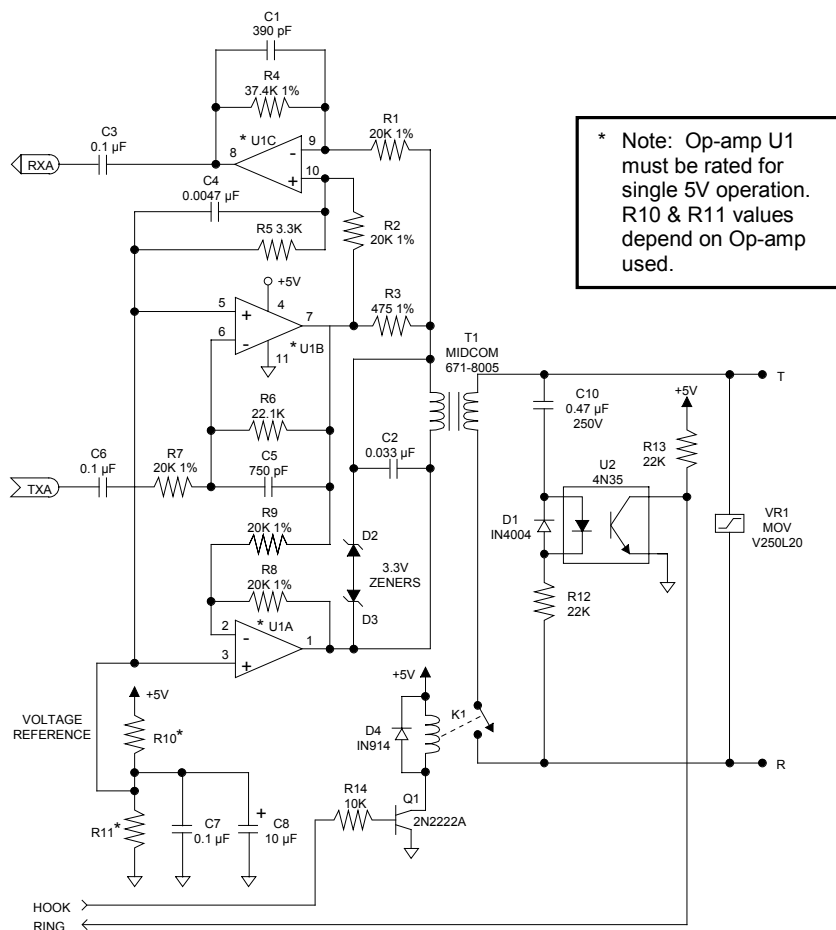 C1
390 pF
R4
37.4K 1%
C3
0.1 µF
* U1C
9
8
R1
20K 1%
RXA
-
10
+
C4
0.0047 µF
R5 3.3K
R2
20K 1%
* Note: Op-amp U1
must be rated for
single 5V operation.
R10 & R11 values
depend on Op-amp
used.
+5V
5
+
4
7
R3
475 1%
6
-
11
* U1B
T1
MIDCOM
671-8005
T
R6
22.1K
C10
0.47 µF
250V
+5V
R13
22K
C6
0.1 µF
R7
20K 1%
C5
750 pF
C2
0.033 µF
U2
4N35
TXA
R9
20K 1%
D2
D1
IN4004
VR1
MOV
V250L20
R8
20K 1%
3.3V
ZENERS
R12
22K
2
-
* U1A
1
D3
3
+
+5V
+5V
VOLTAGE
REFERENCE
R10*
D4
IN914
K1
R
R11*
C7
0.1 µF
+
C8
10 µF
R14
10K
Q1
2N2222A
HOOK
RING